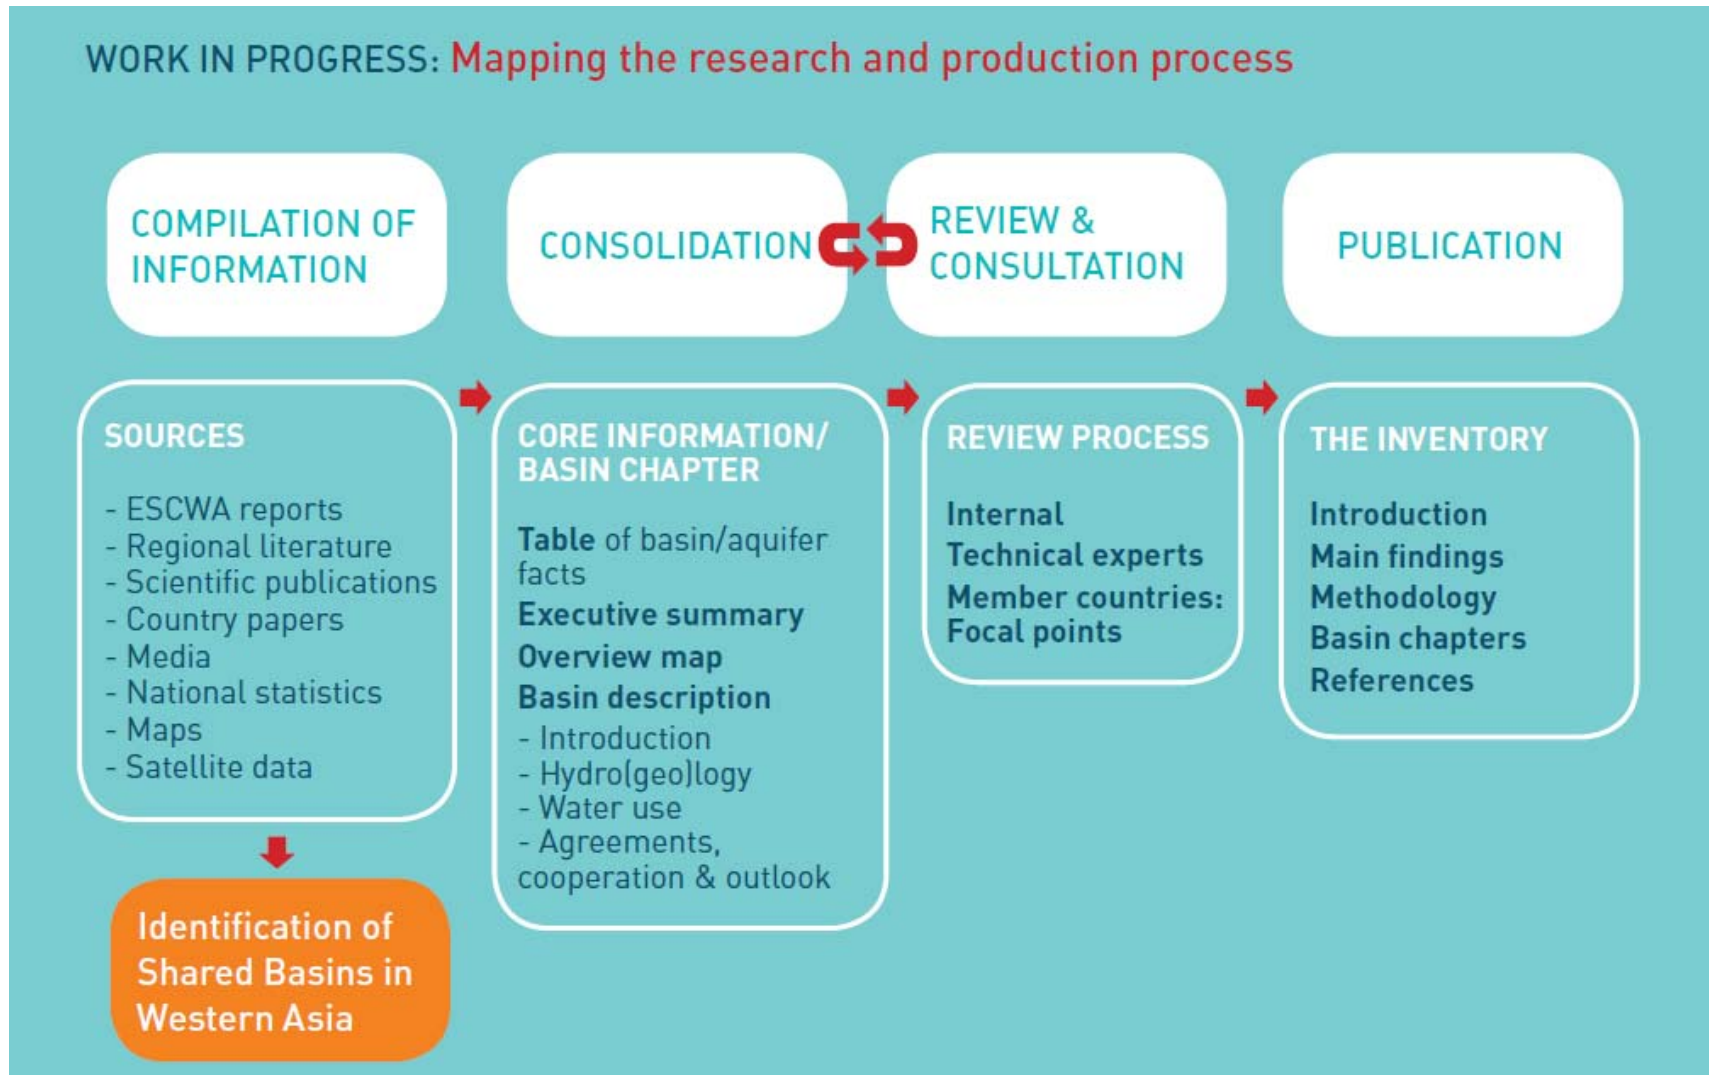 WORK IN PROGRESS: Mapping the research and production process
COMPILATION OF
INFORMATION
CONSOLIDATION
REVIEW &
CONSULTATION
PUBLICATION
SOURCES
- ESCWA reports
- Regional literature
- Scientific publications
- Country papers
- Media
- National statistics
- Maps
- Satellite data
Identification of
Shared Basins in
Western Asia
CORE INFORMATION/
BASIN CHAPTER
Table of basin/aquifer
facts
Executive summary
Overview map
Basin description
- Introduction
- Hydro(geo)logy
- Water use
- Agreements,
cooperation & outlook
REVIEW PROCESS
Internal
Technical experts
Member countries:
Focal points
THE INVENTORY
Introduction
Main findings
Methodology
Basin chapters
References